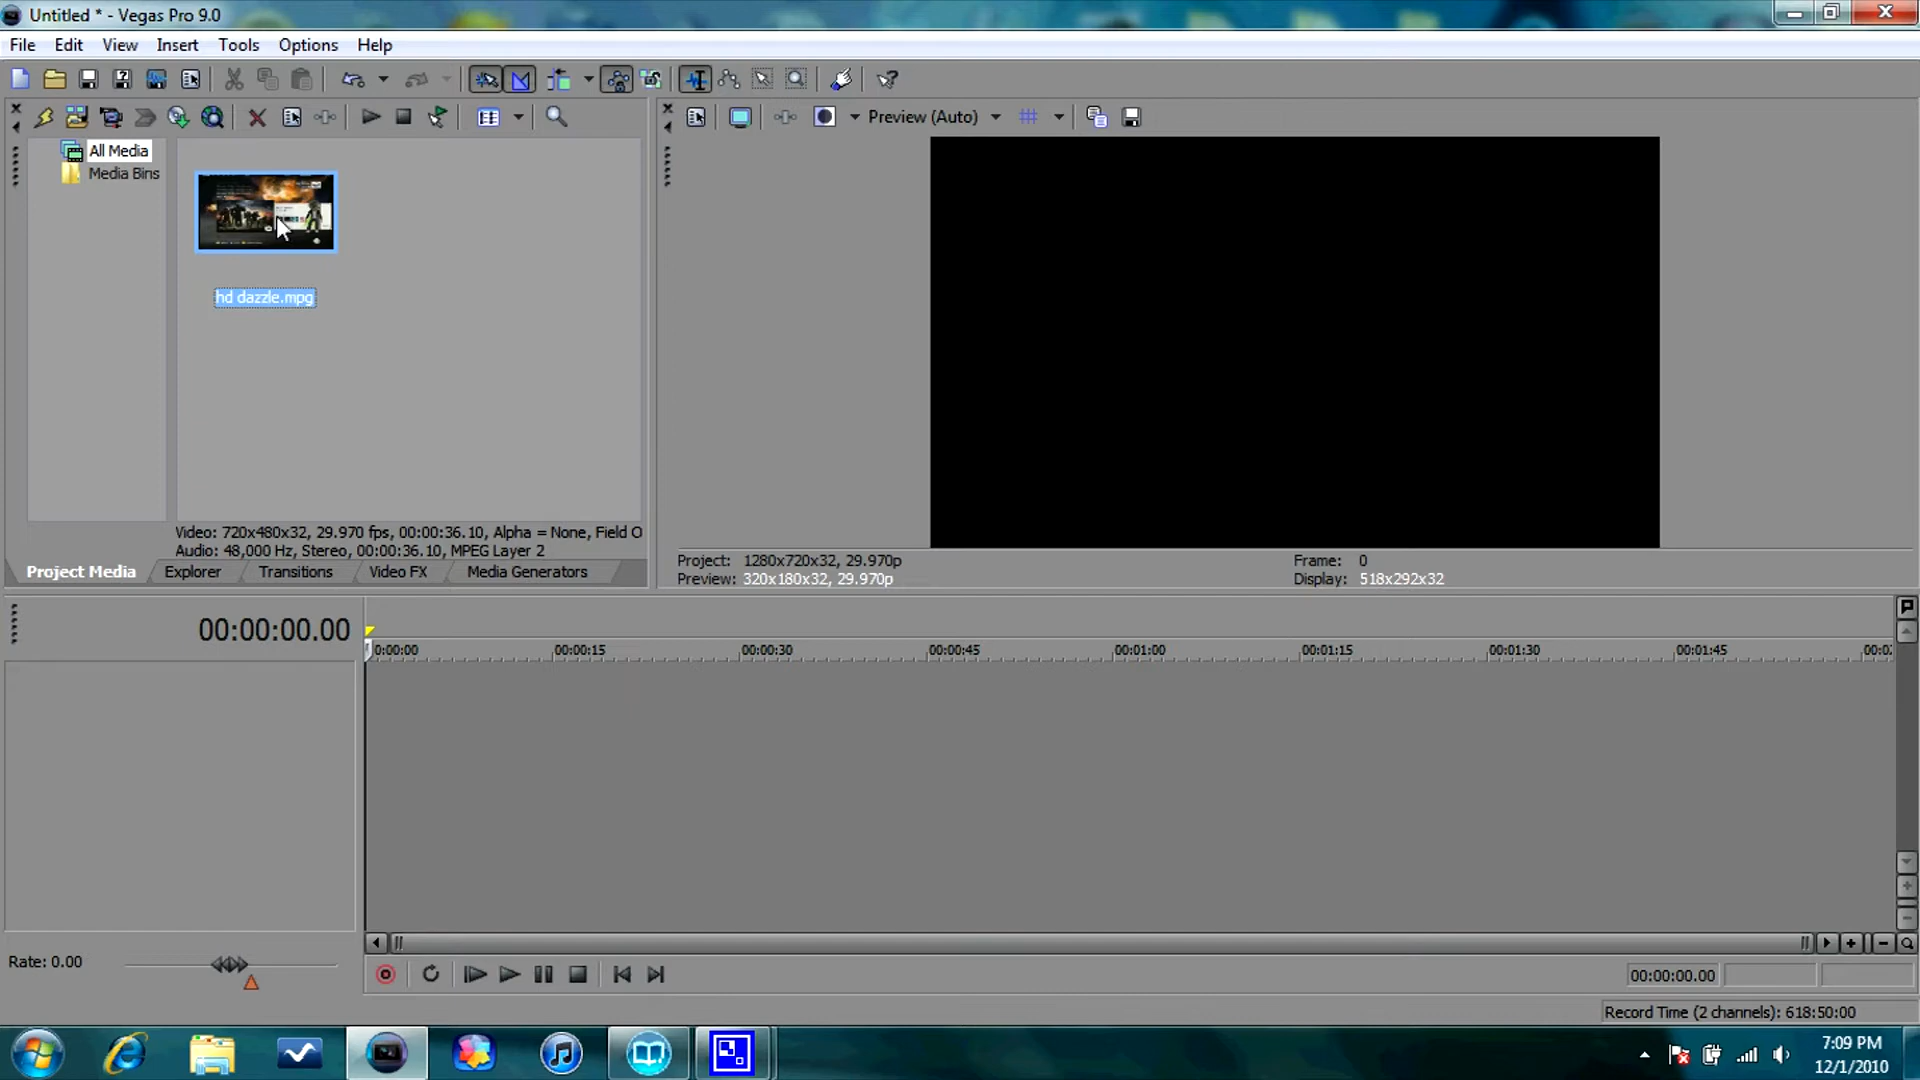 Untitled * - Vegas Pro 9.0
File Edit View Insert Tools Options Help
Preview (Auto)
All Media
Media Bins
hd dazzle.mpg
Video: 720x480x32, 29.970 fps, 00:00:36.10, Alpha = None, Field O
Audio: 48,000 Hz, Stereo, 00:00:36.10, MPEG Layer 2
Project: 1280x720x32, 29.970p
Preview: 320x180x32, 29.970p
Frame: 0
Display: 518x292x32
Project Media Explorer Transitions Video FX Media Generators
00:00:00.00
0:00:00 00:00:15 00:00:30 00:00:45 00:01:00 00:01:15 00:01:30 00:01:45 00:0
Rate: 0.00
00:00:00.00
Record Time (2 channels): 618:50:00
7:09 PM
12/1/2010